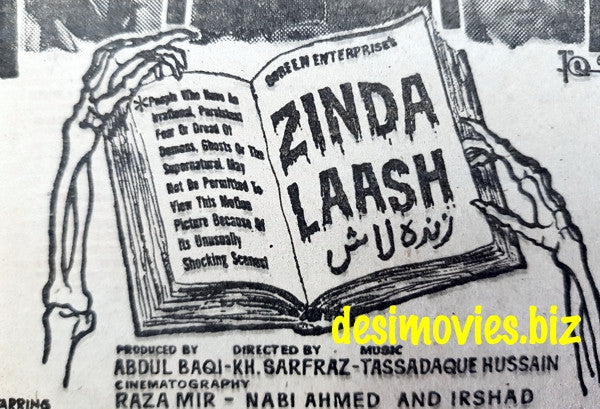 SCREEN ENTERPRISE'S
ZINDA
LAASH
زندہ لاش
*People Who Have An
Irrational, Persistent
Fear Or Dread Of
Demons, Ghosts Or The
Supernatural May
Not Be Permitted To
View This Motion
Picture Because Of
Its Unusually
Shocking Scenes!
desimovies.biz
PRODUCED BY DIRECTED BY MUSIC
ABDUL BAQI-KH. SARFRAZ-TASSADAQUE HUSSAIN
CINEMATOGRAPHY
RAZA MIR - NABI AHMED AND IRSHAD